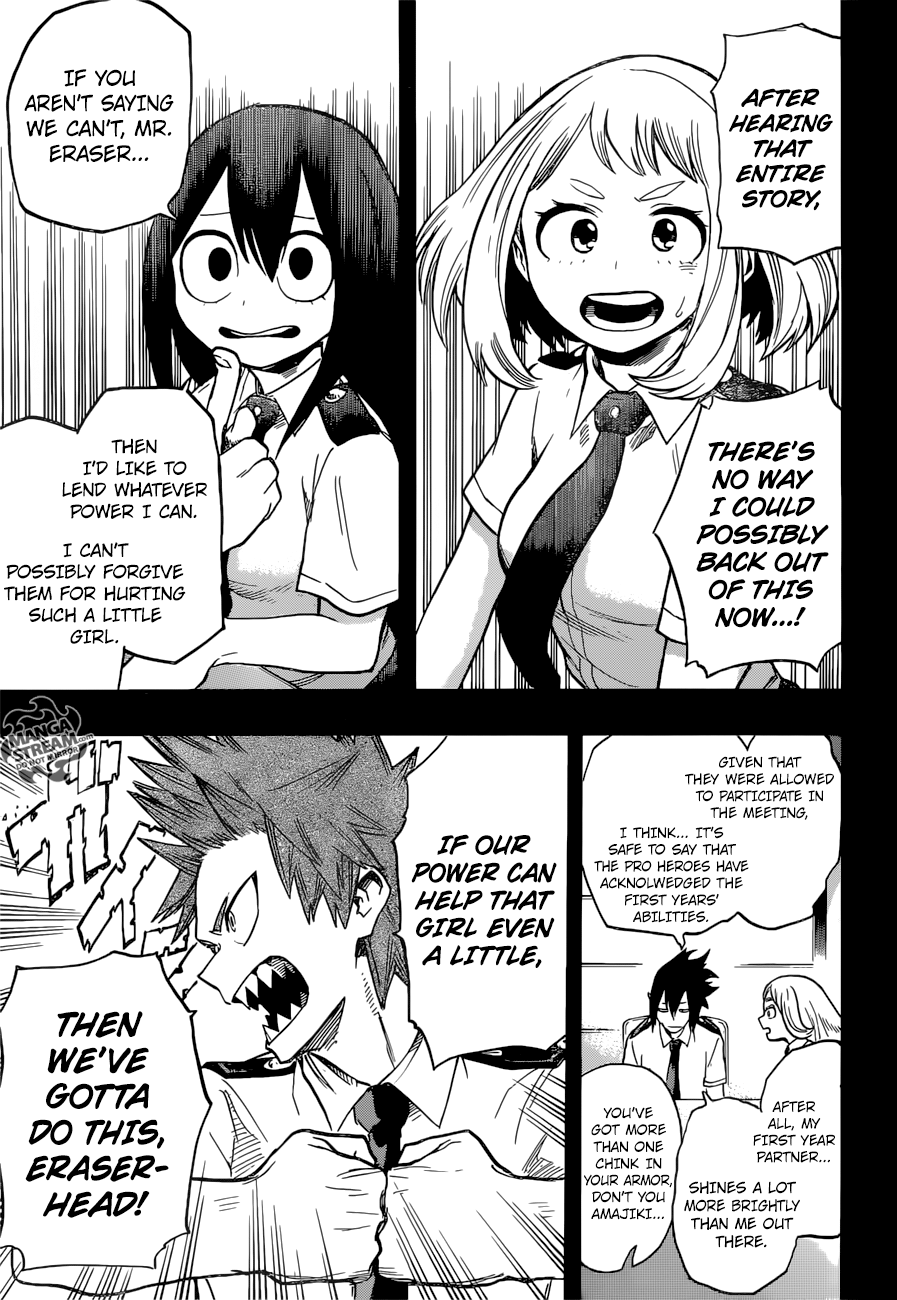 AFTER
HEARING
THAT
ENTIRE
STORY,
THERE'S
NO WAY
I COULD
POSSIBLY
BACK OUT
OF THIS
NOW...!
IF YOU
AREN'T SAYING
WE CAN'T, MR.
ERASER...
THEN
I'D LIKE TO
LEND WHATEVER
POWER I CAN.
I CAN'T
POSSIBLY FORGIVE
THEM FOR HURTING
SUCH A LITTLE
GIRL.
GIVEN THAT
THEY WERE ALLOWED
TO PARTICIPATE IN
THE MEETING,
I THINK... IT'S
SAFE TO SAY THAT
THE PRO HEROES HAVE
ACKNOLWEDGED THE
FIRST YEARS'
ABILITIES.
AFTER
ALL, MY
FIRST YEAR
PARTNER...
SHINES A LOT
MORE BRIGHTLY
THAN ME OUT
THERE.
YOU'VE
GOT MORE
THAN ONE
CHINK IN
YOUR ARMOR,
DON'T YOU
AMAJIKI...
IF OUR
POWER CAN
HELP THAT
GIRL EVEN
A LITTLE,
THEN
WE'VE
GOTTA
DO THIS,
ERASER-
HEAD!
MANGA
STREAM.com
DO NOT MIRROR